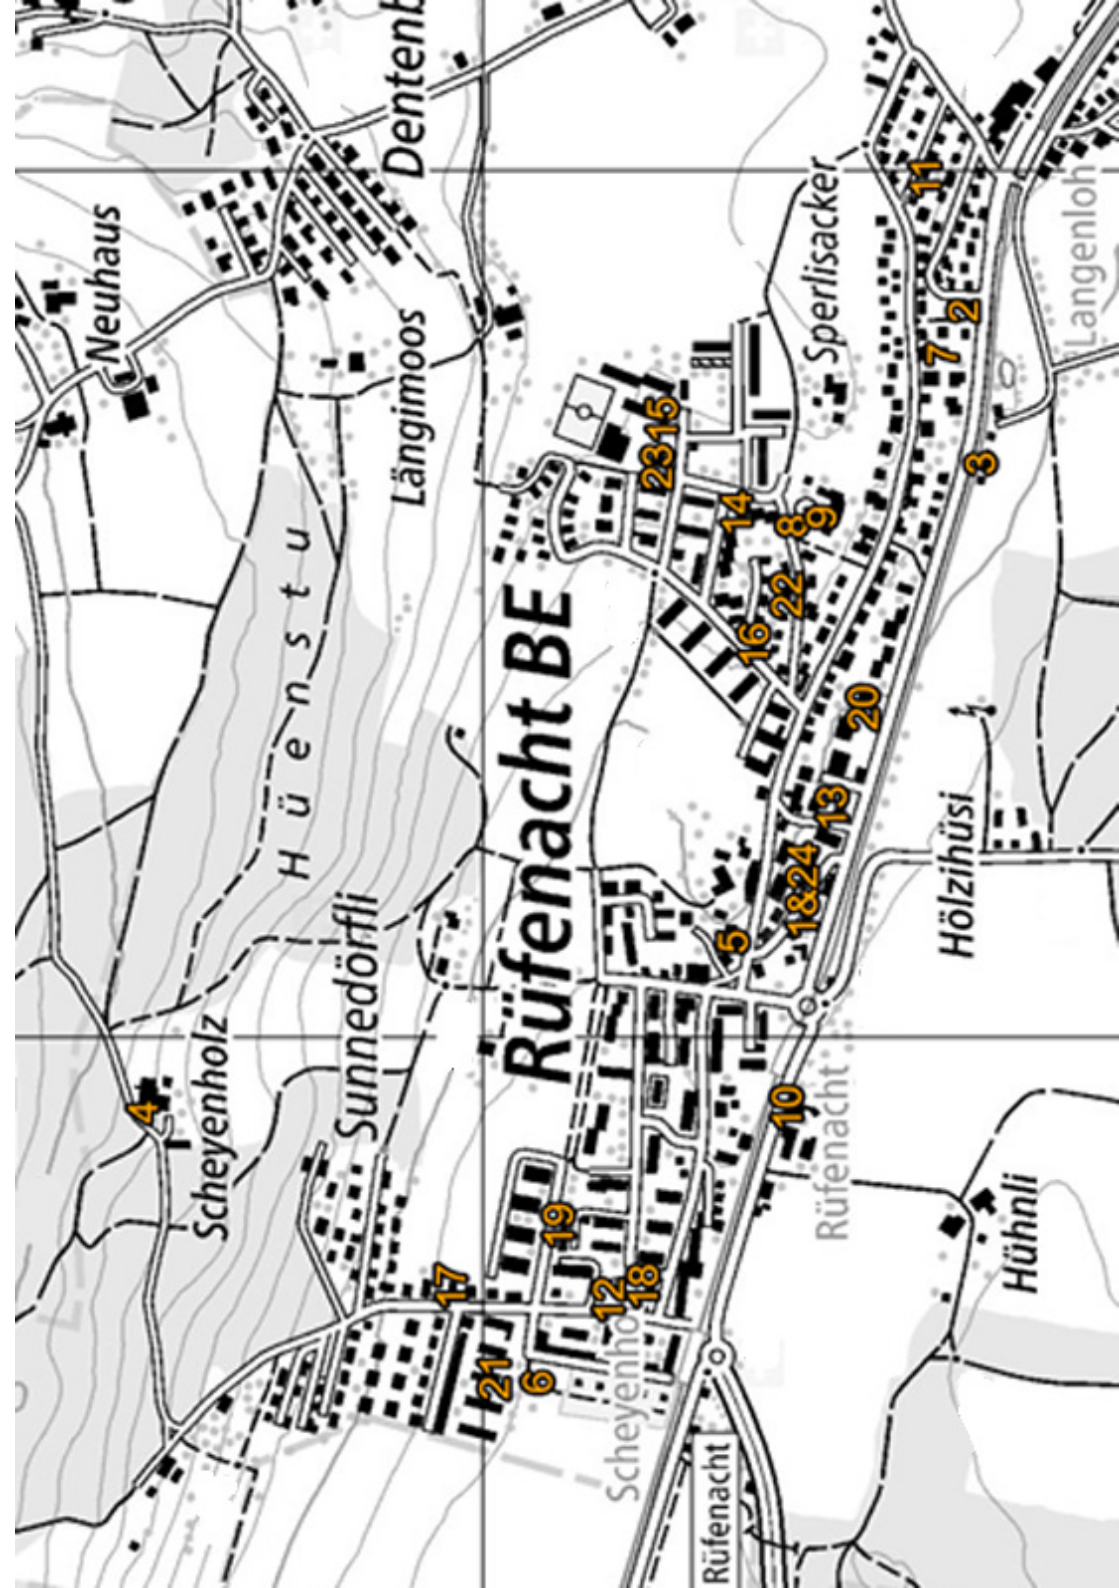 Dentenb
Neuhaus
Längimoos
Sperlisacker
11
Langenloh
2
7
3
15
23
14
8
9
22
16
20
13
1&24
5
Hüenstu
Rüfenacht BE
Hölzihüsi
Sunnedörfli
Scheyenholz
4
10
Rüfenacht
Hühnli
19
17
18
12
21
6
Scheyenho
Rüfenacht